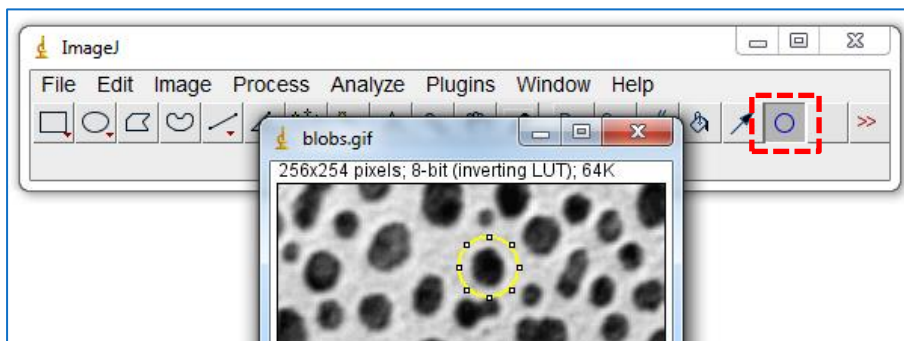 ImageJ
File Edit Image Process Analyze Plugins Window Help
>>
blobs.gif
256x254 pixels; 8-bit (inverting LUT); 64K